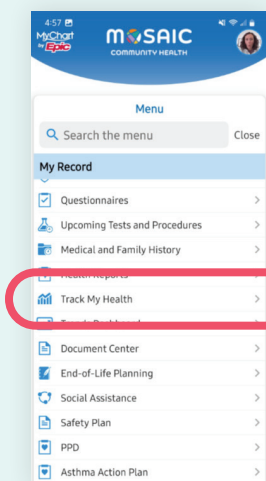 4:57
MyChart
by Epic
MOSAIC
COMMUNITY HEALTH
Menu
Search the menu
Close
My Record
Questionnaires
Upcoming Tests and Procedures
Medical and Family History
Health Reports
Track My Health
Document Center
End-of-Life Planning
Social Assistance
Safety Plan
PPD
Asthma Action Plan